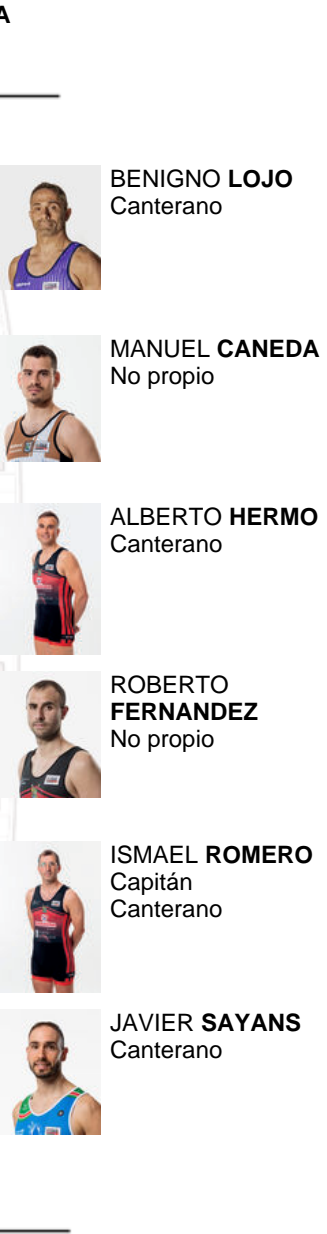 A
BENIGNO LOJO
Canterano
MANUEL CANEDA
No propio
ALBERTO HERMO
Canterano
ROBERTO
FERNANDEZ
No propio
ISMAEL ROMERO
Capitán
Canterano
JAVIER SAYANS
Canterano